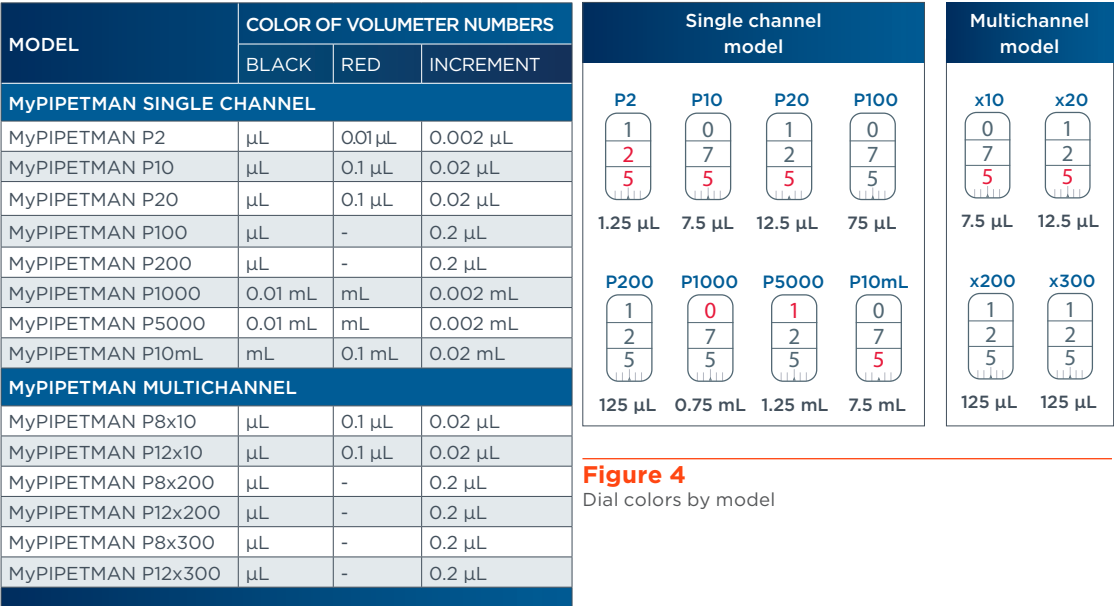 MODEL
COLOR OF VOLUMETER NUMBERS
BLACK RED INCREMENT
MyPIPETMAN SINGLE CHANNEL
MyPIPETMAN P2 µL 0.01 µL 0.002 µL
MyPIPETMAN P10 µL 0.1 µL 0.02 µL
MyPIPETMAN P20 µL 0.1 µL 0.02 µL
MyPIPETMAN P100 µL - 0.2 µL
MyPIPETMAN P200 µL - 0.2 µL
MyPIPETMAN P1000 0.01 mL mL 0.002 mL
MyPIPETMAN P5000 0.01 mL mL 0.002 mL
MyPIPETMAN P10mL mL 0.1 mL 0.02 mL
MyPIPETMAN MULTICHANNEL
MyPIPETMAN P8x10 µL 0.1 µL 0.02 µL
MyPIPETMAN P12x10 µL 0.1 µL 0.02 µL
MyPIPETMAN P8x200 µL - 0.2 µL
MyPIPETMAN P12x200 µL - 0.2 µL
MyPIPETMAN P8x300 µL - 0.2 µL
MyPIPETMAN P12x300 µL - 0.2 µL
Single channel
model
P2 P10 P20 P100
1 0 1 0
2 7 2 7
5 5 5 5
1.25 µL 7.5 µL 12.5 µL 75 µL
P200 P1000 P5000 P10mL
1 0 1 0
2 7 2 7
5 5 5 5
125 µL 0.75 mL 1.25 mL 7.5 mL
Multichannel
model
x10 x20
0 1
7 2
5 5
7.5 µL 12.5 µL
x200 x300
1 1
2 2
5 5
125 µL 125 µL
Figure 4
Dial colors by model